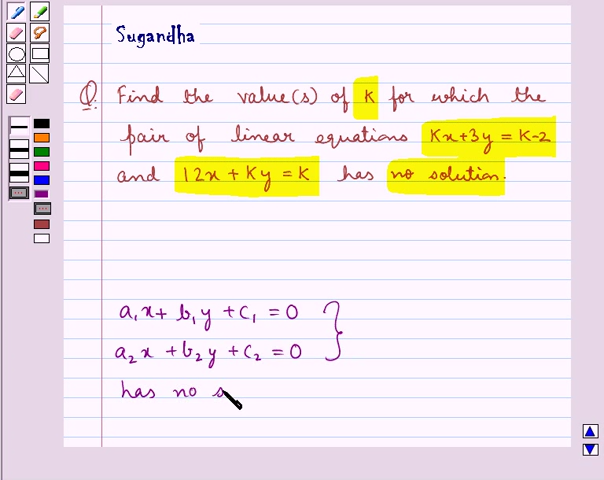 Sugandha
Q. Find the value(s) of K for which the
pair of linear equations Kx+3y = K-2
and 12x + Ky = K has no solution.
a₁x + b₁y + c₁ = 0
a₂x + b₂y + c₂ = 0
has no s